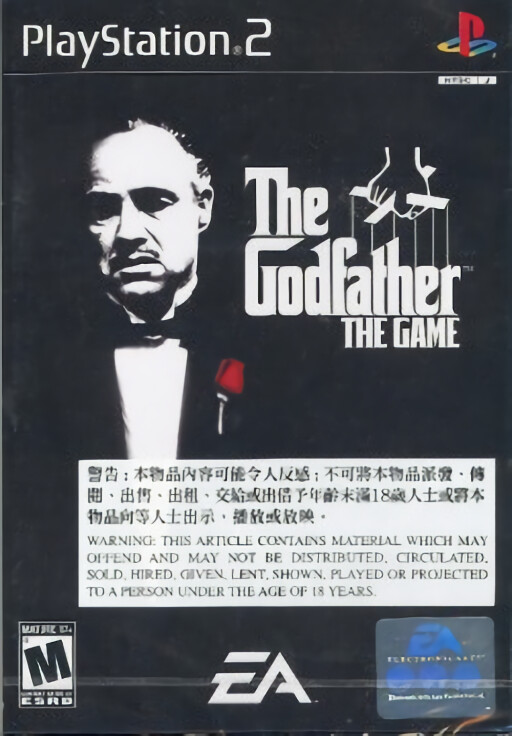 PlayStation®2
NTSC J
The
Godfather™
THE GAME
警告：本物品內容可能令人反感；不可將本物品派發、傳
閱、出售、出租、交給或出借予年齡未滿18歲人士或將本
物品向該等人士出示、播放或放映。
WARNING: THIS ARTICLE CONTAINS MATERIAL WHICH MAY
OFFEND AND MAY NOT BE DISTRIBUTED, CIRCULATED,
SOLD, HIRED, GIVEN, LENT, SHOWN, PLAYED OR PROJECTED
TO A PERSON UNDER THE AGE OF 18 YEARS.
MATURE 17+
M
ESRB
EA
EA
ELECTRONIC ARTS